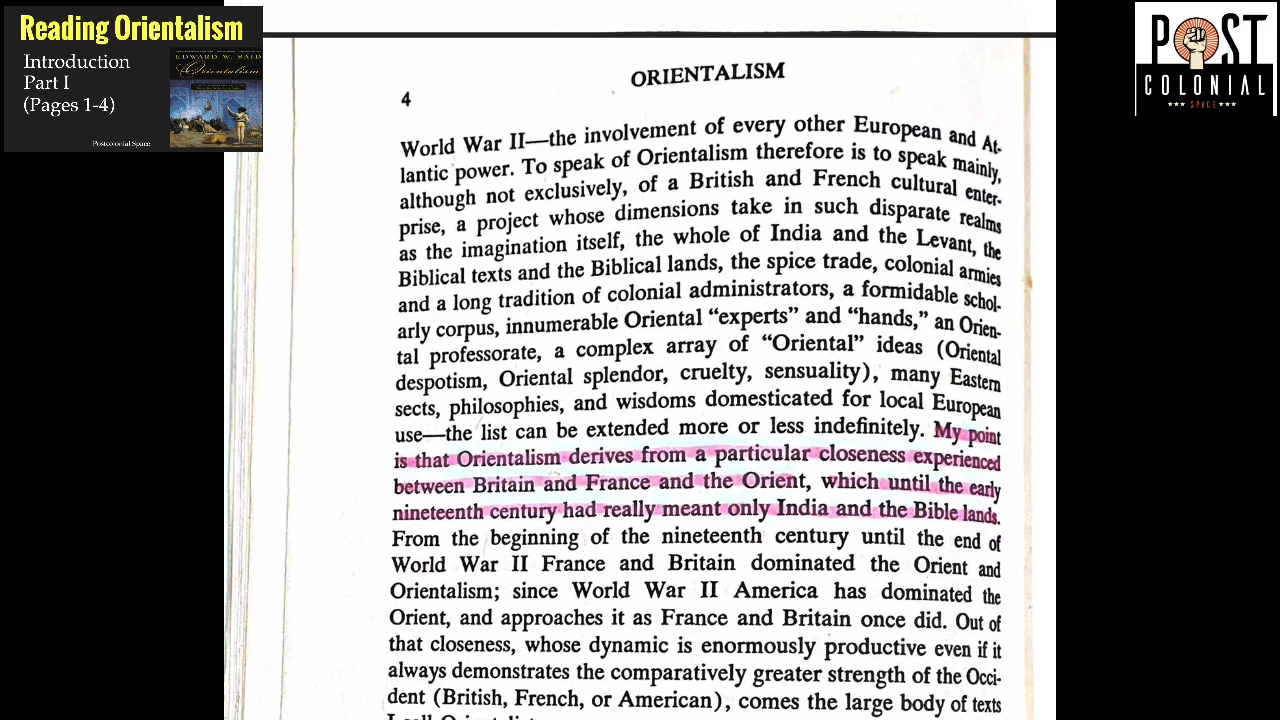 Reading Orientalism
Introduction
Part I
(Pages 1-4)
EDWARD W. SAID
Orientalism
Postcolonial Space
POST
COLONIAL
SPACE
ORIENTALISM
4
World War II—the involvement of every other European and At-
lantic power. To speak of Orientalism therefore is to speak mainly,
although not exclusively, of a British and French cultural enter-
prise, a project whose dimensions take in such disparate realms
as the imagination itself, the whole of India and the Levant, the
Biblical texts and the Biblical lands, the spice trade, colonial armies
and a long tradition of colonial administrators, a formidable schol-
arly corpus, innumerable Oriental “experts” and “hands,” an Orien-
tal professorate, a complex array of “Oriental” ideas (Oriental
despotism, Oriental splendor, cruelty, sensuality), many Eastern
sects, philosophies, and wisdoms domesticated for local European
use—the list can be extended more or less indefinitely. My point
is that Orientalism derives from a particular closeness experienced
between Britain and France and the Orient, which until the early
nineteenth century had really meant only India and the Bible lands.
From the beginning of the nineteenth century until the end of
World War II France and Britain dominated the Orient and
Orientalism; since World War II America has dominated the
Orient, and approaches it as France and Britain once did. Out of
that closeness, whose dynamic is enormously productive even if it
always demonstrates the comparatively greater strength of the Occi-
dent (British, French, or American), comes the large body of texts